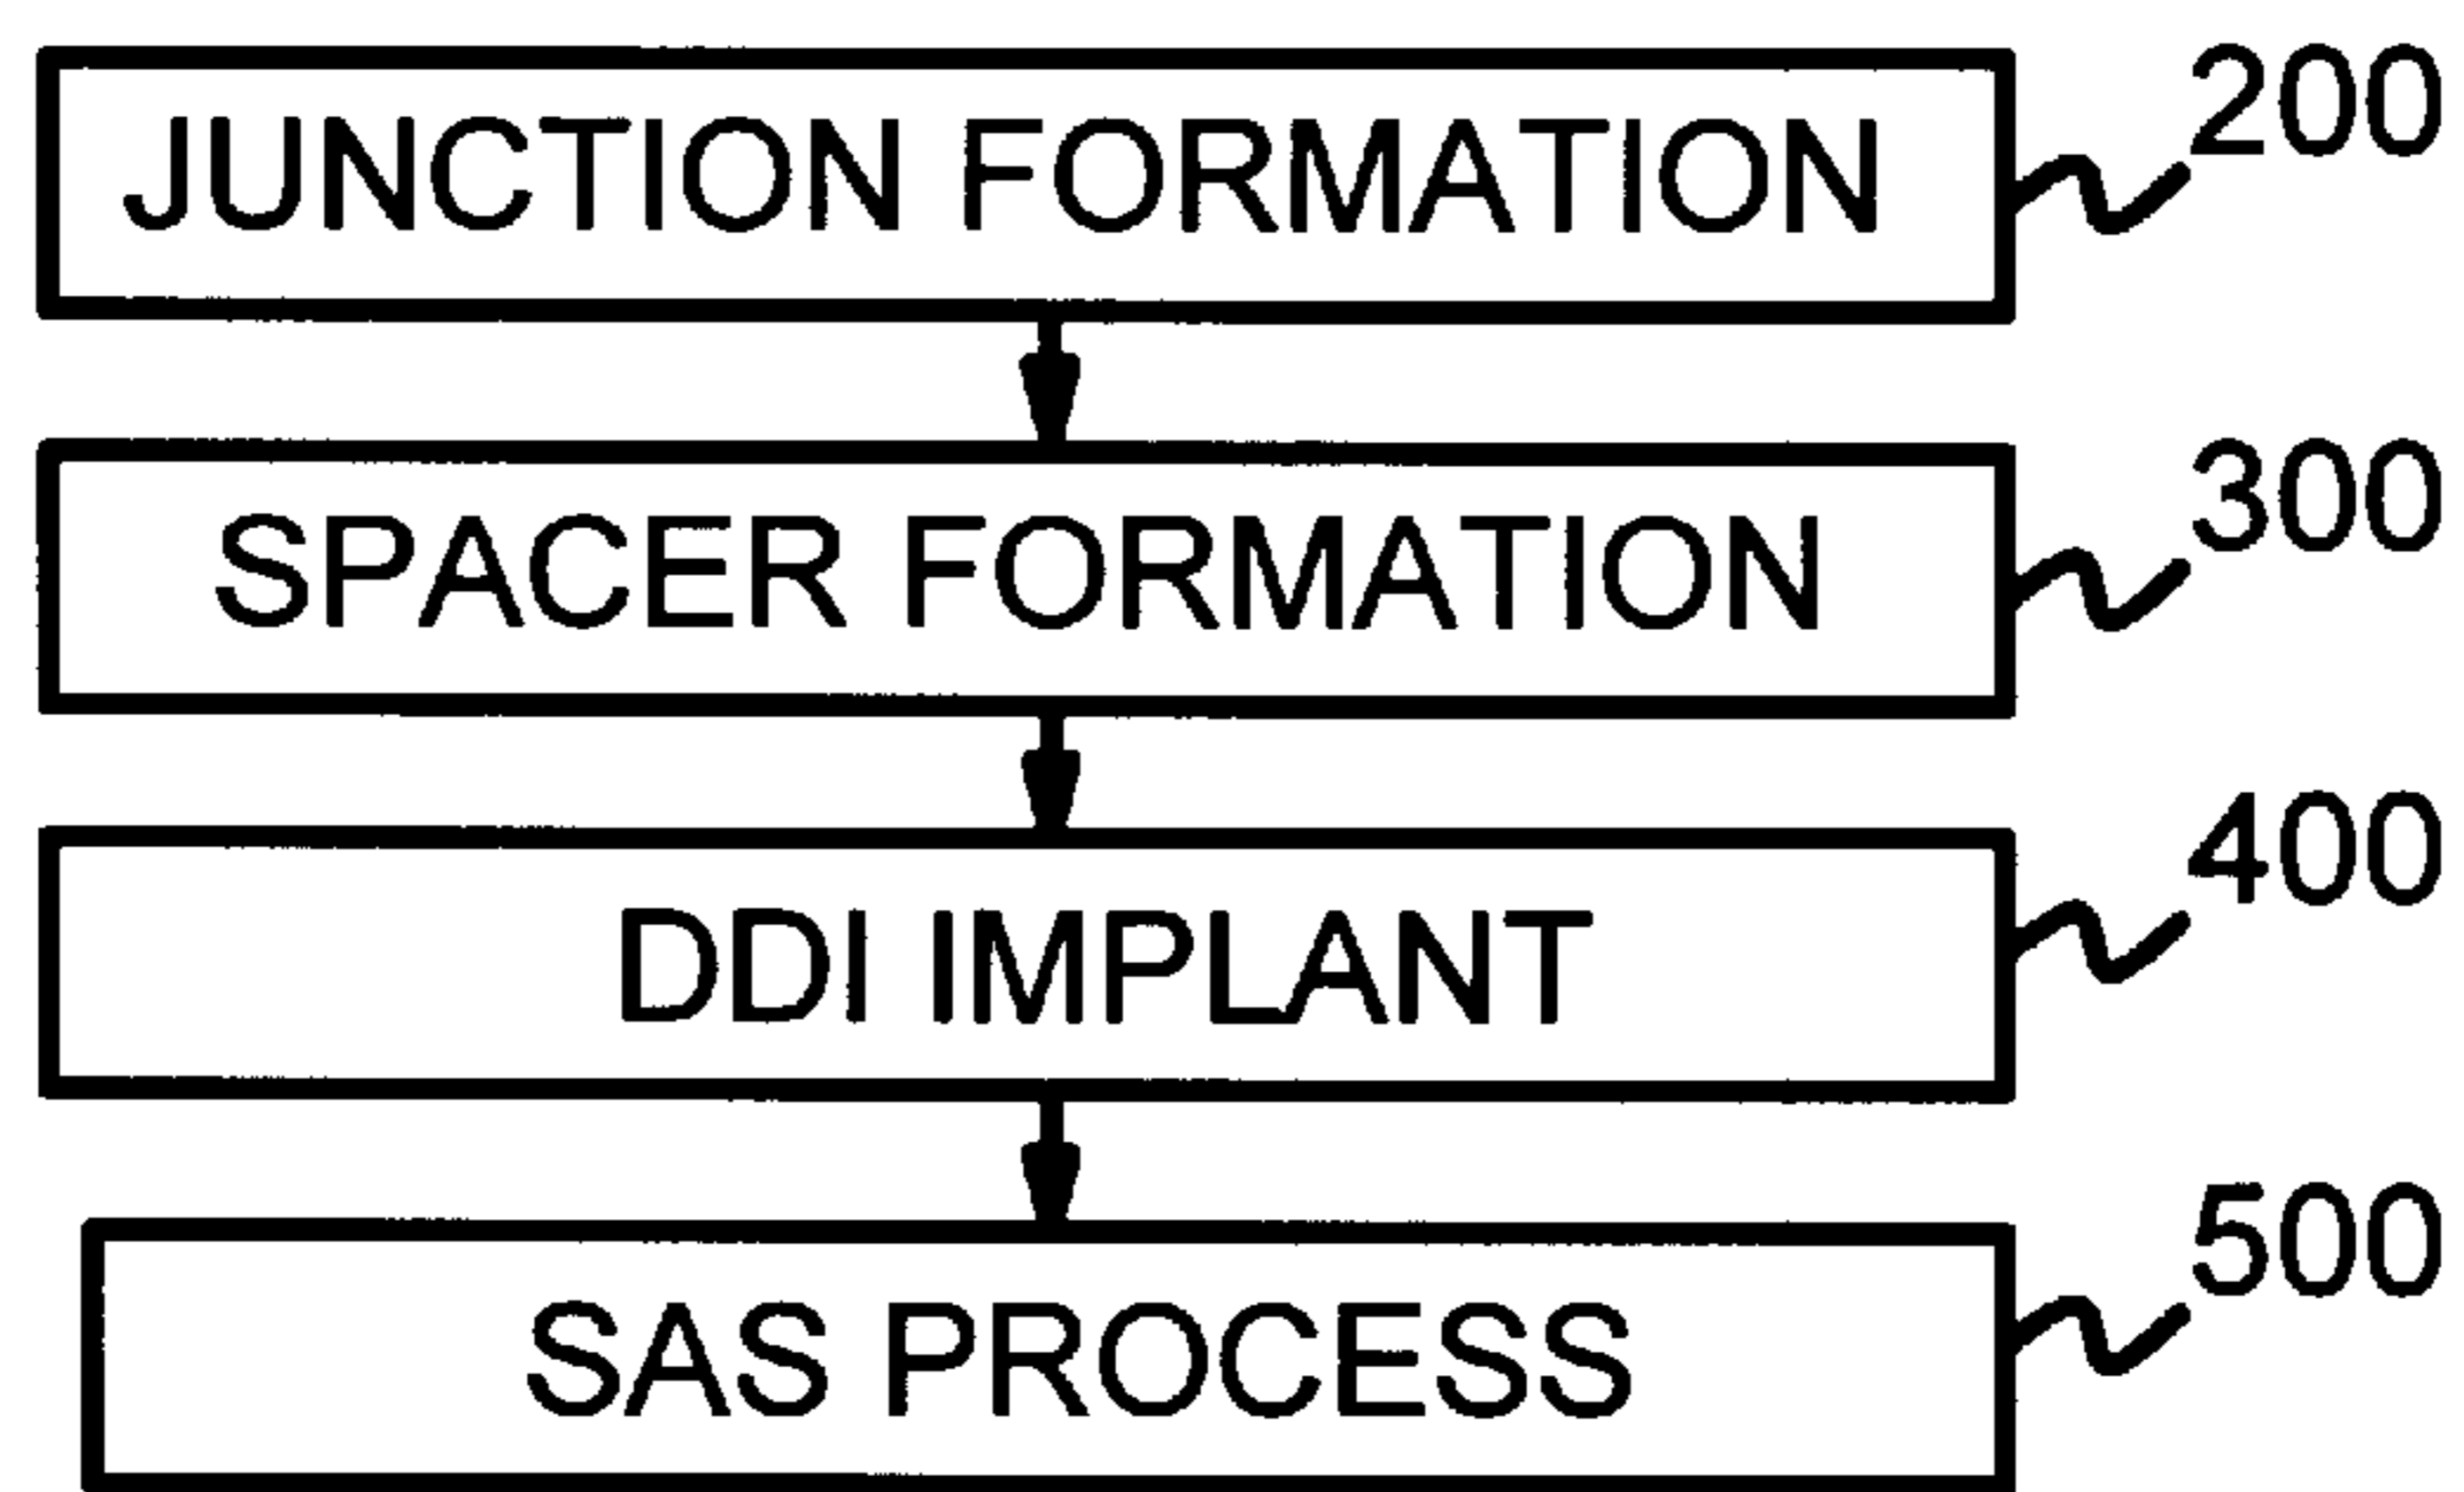 JUNCTION FORMATION 200
SPACER FORMATION 300
DDI IMPLANT 400
SAS PROCESS 500